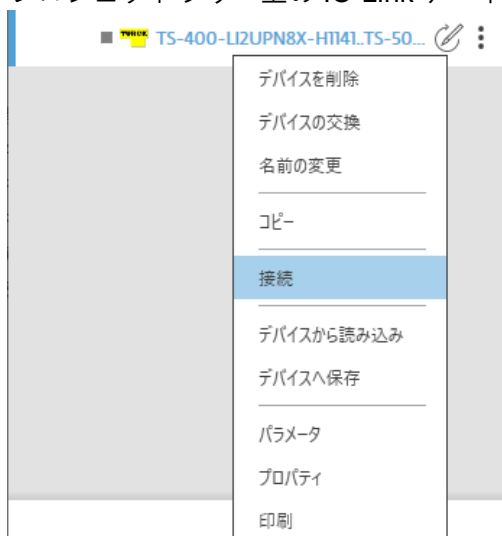 TURCK TS-400-LI2UPN8X-H1141..TS-50...
デバイスを削除
デバイスの交換
名前の変更
コピー
接続
デバイスから読み込み
デバイスへ保存
パラメータ
プロパティ
印刷